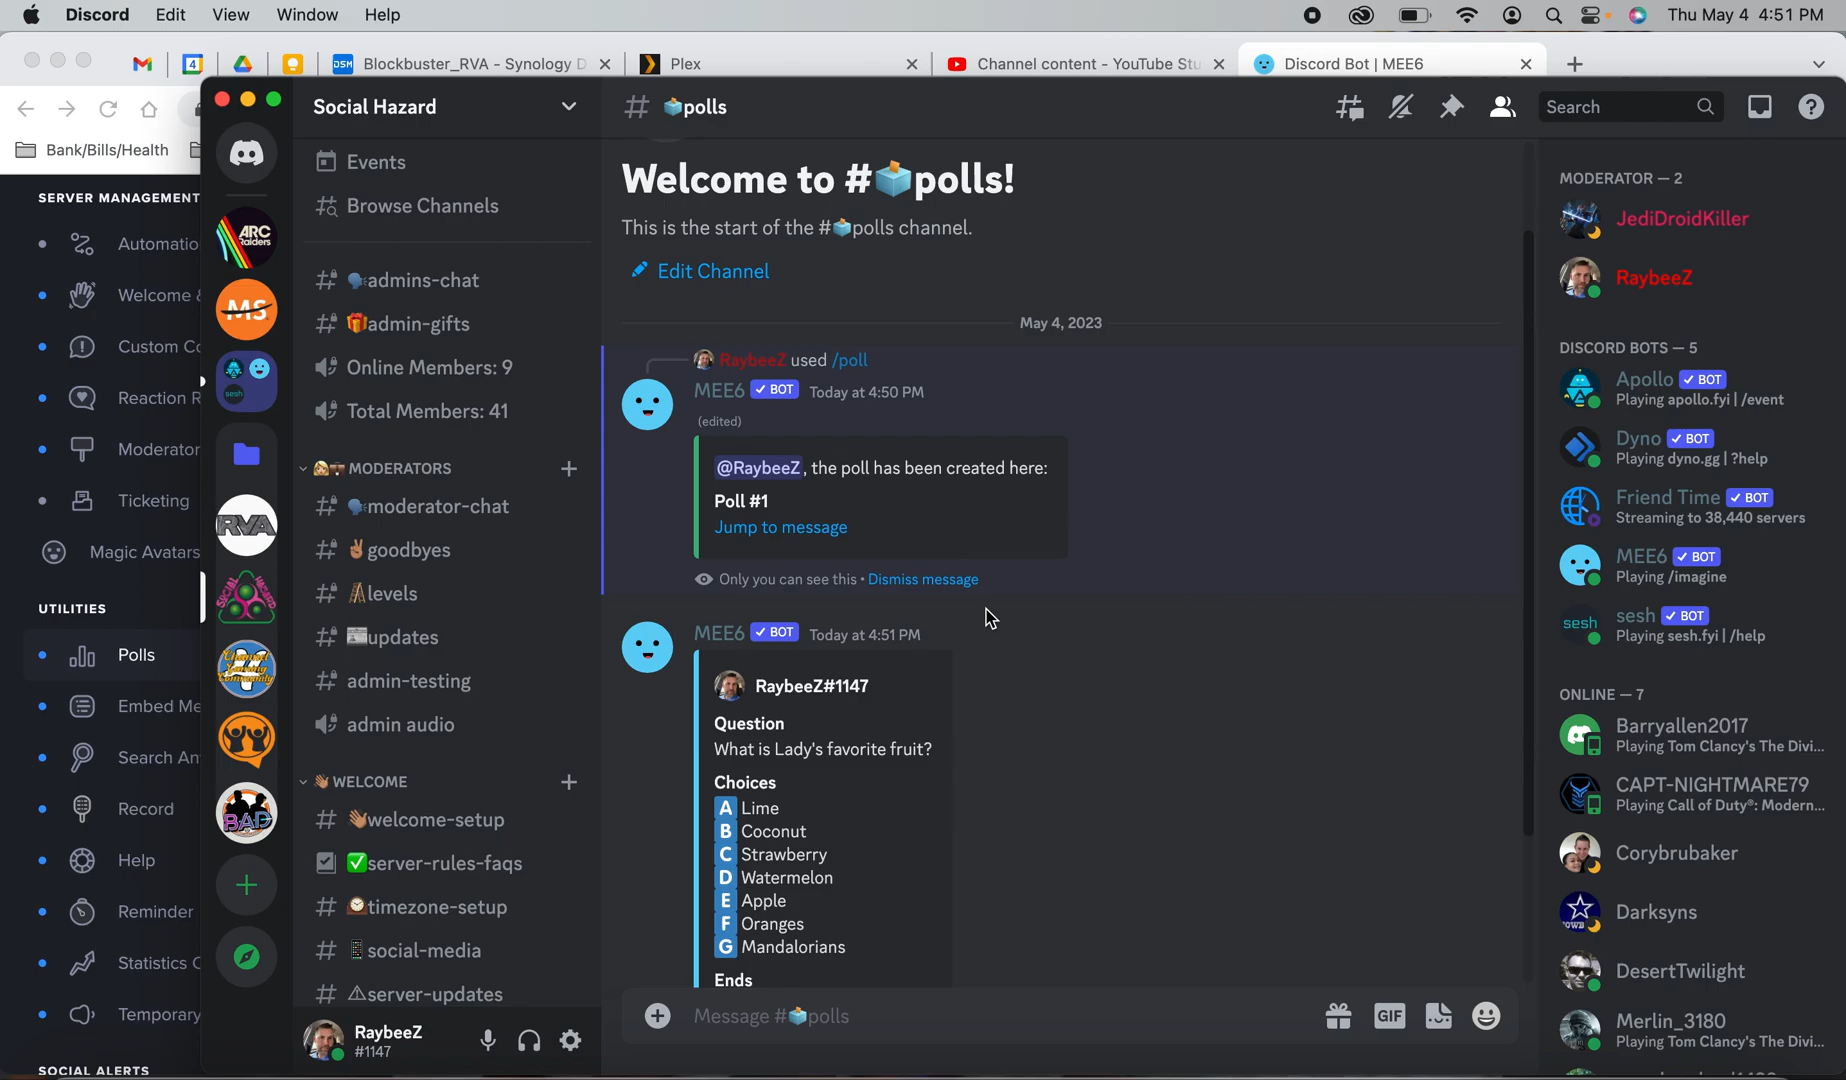 Discord Edit View Window Help
Thu May 4 4:51 PM
4
DSM Blockbuster_RVA - Synology D
Plex
Channel content - YouTube Stu
Discord Bot | MEE6
Bank/Bills/Health
SERVER MANAGEMENT
Automatio
Welcome &
Custom Co
Reaction R
Moderator
Ticketing
Magic Avatars
UTILITIES
Polls
Embed Me
Search An
Record
Help
Reminder
Statistics C
Temporary
SOCIAL ALERTS
ARC
Raiders
MS
sesh
RVA
SOCIAL HAZARD
BAD
Social Hazard
Events
Browse Channels
# 🗣admins-chat
# 🎁admin-gifts
Online Members: 9
Total Members: 41
MODERATORS
# 🗣moderator-chat
# ✌goodbyes
# 🪜levels
# 📰updates
# admin-testing
admin audio
👋 WELCOME
# 👋welcome-setup
✅server-rules-faqs
# 🕰timezone-setup
# 📱social-media
# ⚠server-updates
RaybeeZ
#1147
# 🗳polls
Search
Welcome to #🗳polls!
This is the start of the #🗳polls channel.
Edit Channel
May 4, 2023
RaybeeZ used /poll
MEE6 ✓ BOT Today at 4:50 PM
(edited)
@RaybeeZ, the poll has been created here:
Poll #1
Jump to message
Only you can see this • Dismiss message
MEE6 ✓ BOT Today at 4:51 PM
RaybeeZ#1147
Question
What is Lady's favorite fruit?
Choices
A Lime
B Coconut
C Strawberry
D Watermelon
E Apple
F Oranges
G Mandalorians
Ends
Message #🗳polls
GIF
MODERATOR — 2
JediDroidKiller
RaybeeZ
DISCORD BOTS — 5
Apollo ✓ BOT
Playing apollo.fyi | /event
Dyno ✓ BOT
Playing dyno.gg | ?help
Friend Time ✓ BOT
Streaming to 38,440 servers
MEE6 ✓ BOT
Playing /imagine
sesh
sesh ✓ BOT
Playing sesh.fyi | /help
ONLINE — 7
Barryallen2017
Playing Tom Clancy's The Divi...
CAPT-NIGHTMARE79
Playing Call of Duty®: Modern...
Corybrubaker
Darksyns
DesertTwilight
Merlin_3180
Playing Tom Clancy's The Divi...